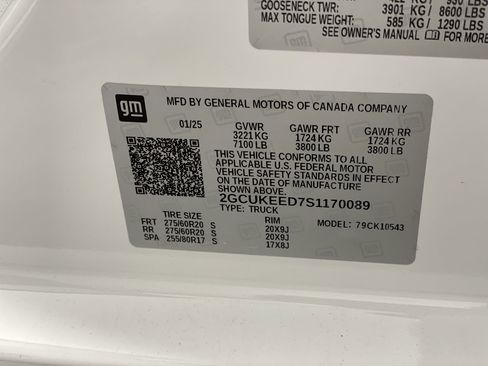 GOOSENECK TWR: 3901 KG / 8600 LBS
MAX TONGUE WEIGHT: 585 KG / 1290 LBS
SEE OWNER'S MANUAL FOR MORE
gm
MFD BY GENERAL MOTORS OF CANADA COMPANY
01/25 GVWR GAWR FRT GAWR RR
3221 KG 1724 KG 1724 KG
7100 LB 3800 LB 3800 LB
THIS VEHICLE CONFORMS TO ALL
APPLICABLE U.S. FEDERAL MOTOR
VEHICLE SAFETY STANDARDS IN EFFECT
ON THE DATE OF MANUFACTURE
SHOWN ABOVE.
2GCUKEED7S1170089
TYPE: TRUCK
TIRE SIZE RIM MODEL: 79CK10543
FRT 275/60R20 S 20X9J
RR 275/60R20 S 20X9J
SPA 255/80R17 S 17X8J